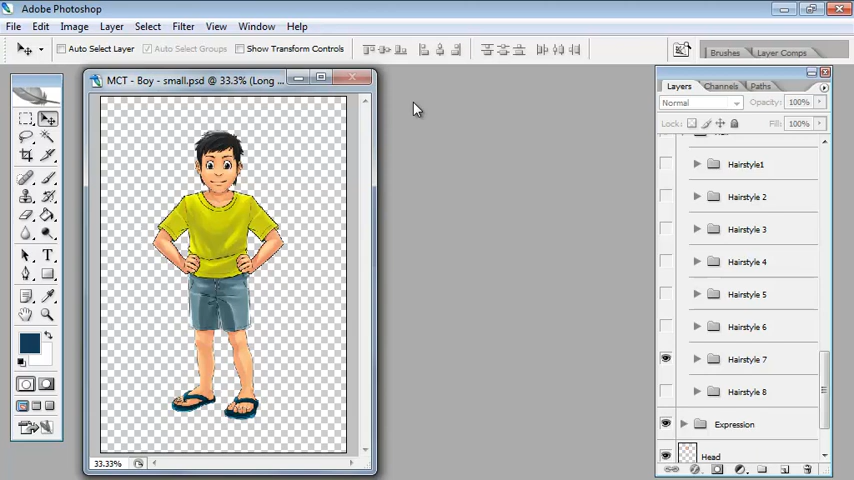 Adobe Photoshop
File Edit Image Layer Select Filter View Window Help
Auto Select Layer Auto Select Groups Show Transform Controls
Brushes Layer Comps
MCT - Boy - small.psd @ 33.3% (Long ...
Layers Channels Paths
Normal Opacity: 100%
Lock: Fill: 100%
Hairstyle1
Hairstyle 2
Hairstyle 3
Hairstyle 4
Hairstyle 5
Hairstyle 6
Hairstyle 7
Hairstyle 8
Expression
Head
33.33%